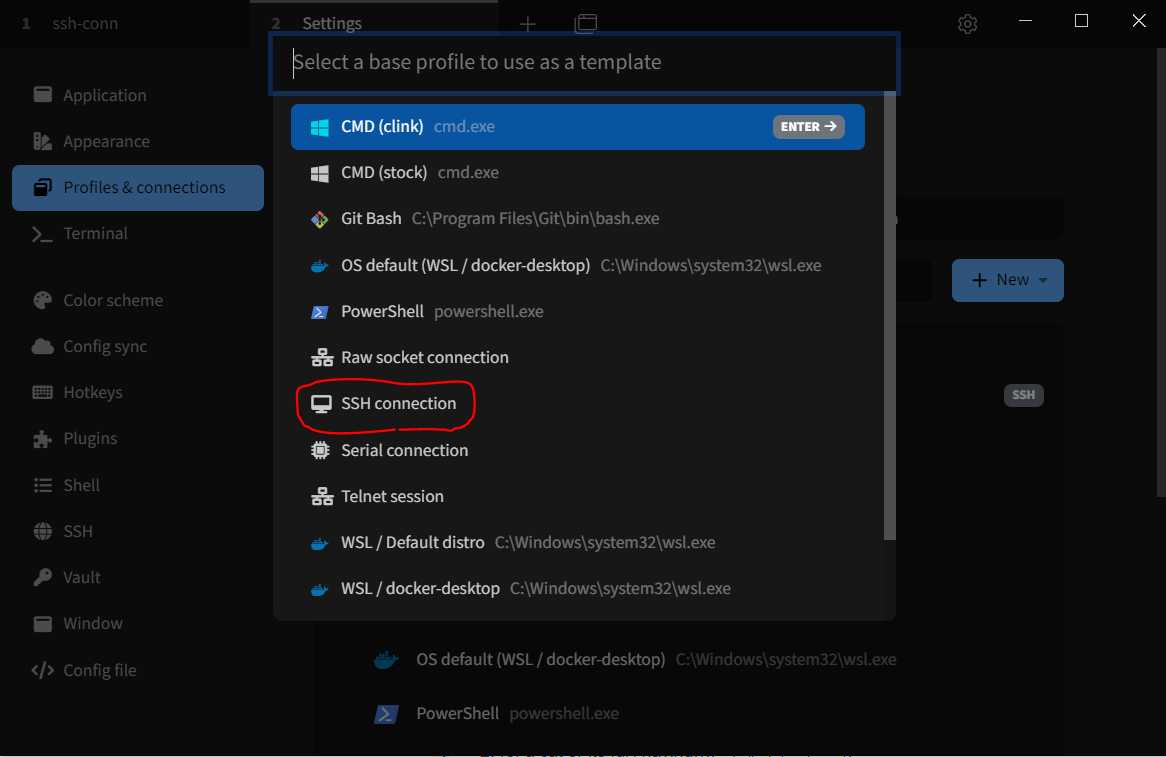 1 ssh-conn
2 Settings
Select a base profile to use as a template
Application
Appearance
Profiles & connections
Terminal
Color scheme
Config sync
Hotkeys
Plugins
Shell
SSH
Vault
Window
Config file
CMD (clink) cmd.exe ENTER →
CMD (stock) cmd.exe
Git Bash C:\Program Files\Git\bin\bash.exe
OS default (WSL / docker-desktop) C:\Windows\system32\wsl.exe
PowerShell powershell.exe
Raw socket connection
SSH connection
Serial connection
Telnet session
WSL / Default distro C:\Windows\system32\wsl.exe
WSL / docker-desktop C:\Windows\system32\wsl.exe
New
SSH
OS default (WSL / docker-desktop) C:\Windows\system32\wsl.exe
PowerShell powershell.exe